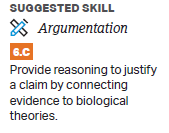 SUGGESTED SKILL
Argumentation
6.C
Provide reasoning to justify
a claim by connecting
evidence to biological
theories.